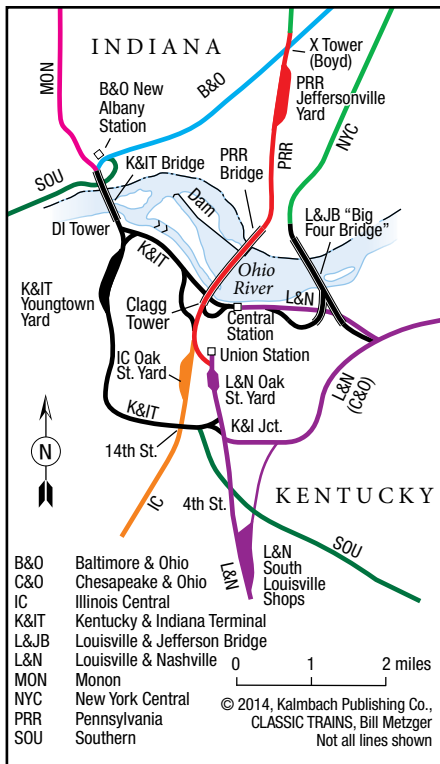 INDIANA
X Tower
(Boyd)
MON
B&O New
Albany
Station
B&O
PRR
Jeffersonville
Yard
NYC
SOU
K&IT Bridge
PRR
Bridge
PRR
Dam
DI Tower
K&IT
L&JB “Big
Four Bridge”
Ohio
River
K&IT
Youngtown
Yard
Clagg
Tower
L&N
Central
Station
Union Station
IC Oak
St. Yard
L&N Oak
St. Yard
L&N
(C&O)
K&IT
K&I Jct.
N
14th St.
IC
4th St.
KENTUCKY
SOU
L&N
L&N
South
Louisville
Shops
B&O Baltimore & Ohio
C&O Chesapeake & Ohio
IC Illinois Central
K&IT Kentucky & Indiana Terminal
L&JB Louisville & Jefferson Bridge
L&N Louisville & Nashville
MON Monon
NYC New York Central
PRR Pennsylvania
SOU Southern
0 1 2 miles
© 2014, Kalmbach Publishing Co.,
CLASSIC TRAINS, Bill Metzger
Not all lines shown